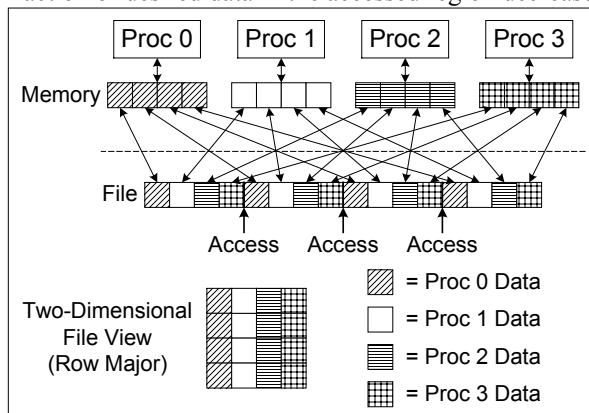 Proc 0 Proc 1 Proc 2 Proc 3
Memory
File
Access Access Access
Two-Dimensional
File View
(Row Major)
= Proc 0 Data
= Proc 1 Data
= Proc 2 Data
= Proc 3 Data